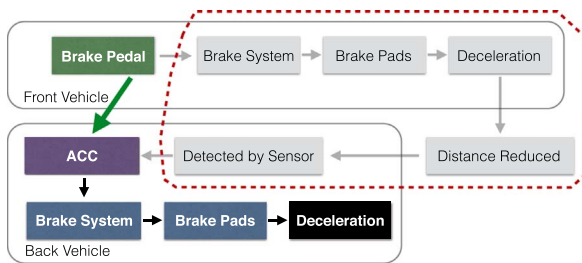 Brake Pedal
Brake System
Brake Pads
Deceleration
Front Vehicle
ACC
Detected by Sensor
Distance Reduced
Brake System
Brake Pads
Deceleration
Back Vehicle